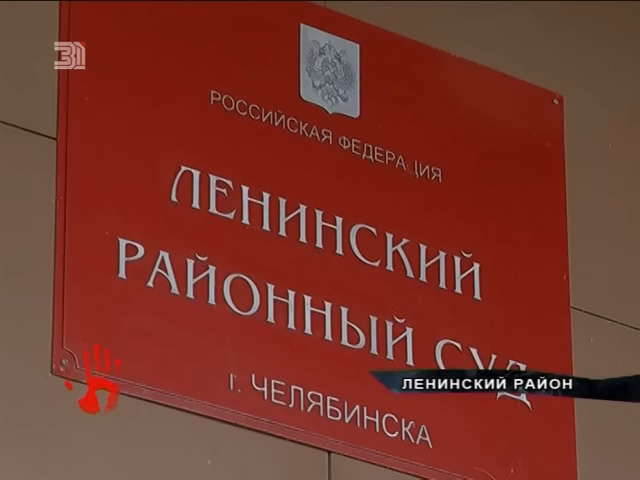 31
РОССИЙСКАЯ ФЕДЕРАЦИЯ
ЛЕНИНСКИЙ
РАЙОННЫЙ СУД
г. ЧЕЛЯБИНСКА
ЛЕНИНСКИЙ РАЙОН